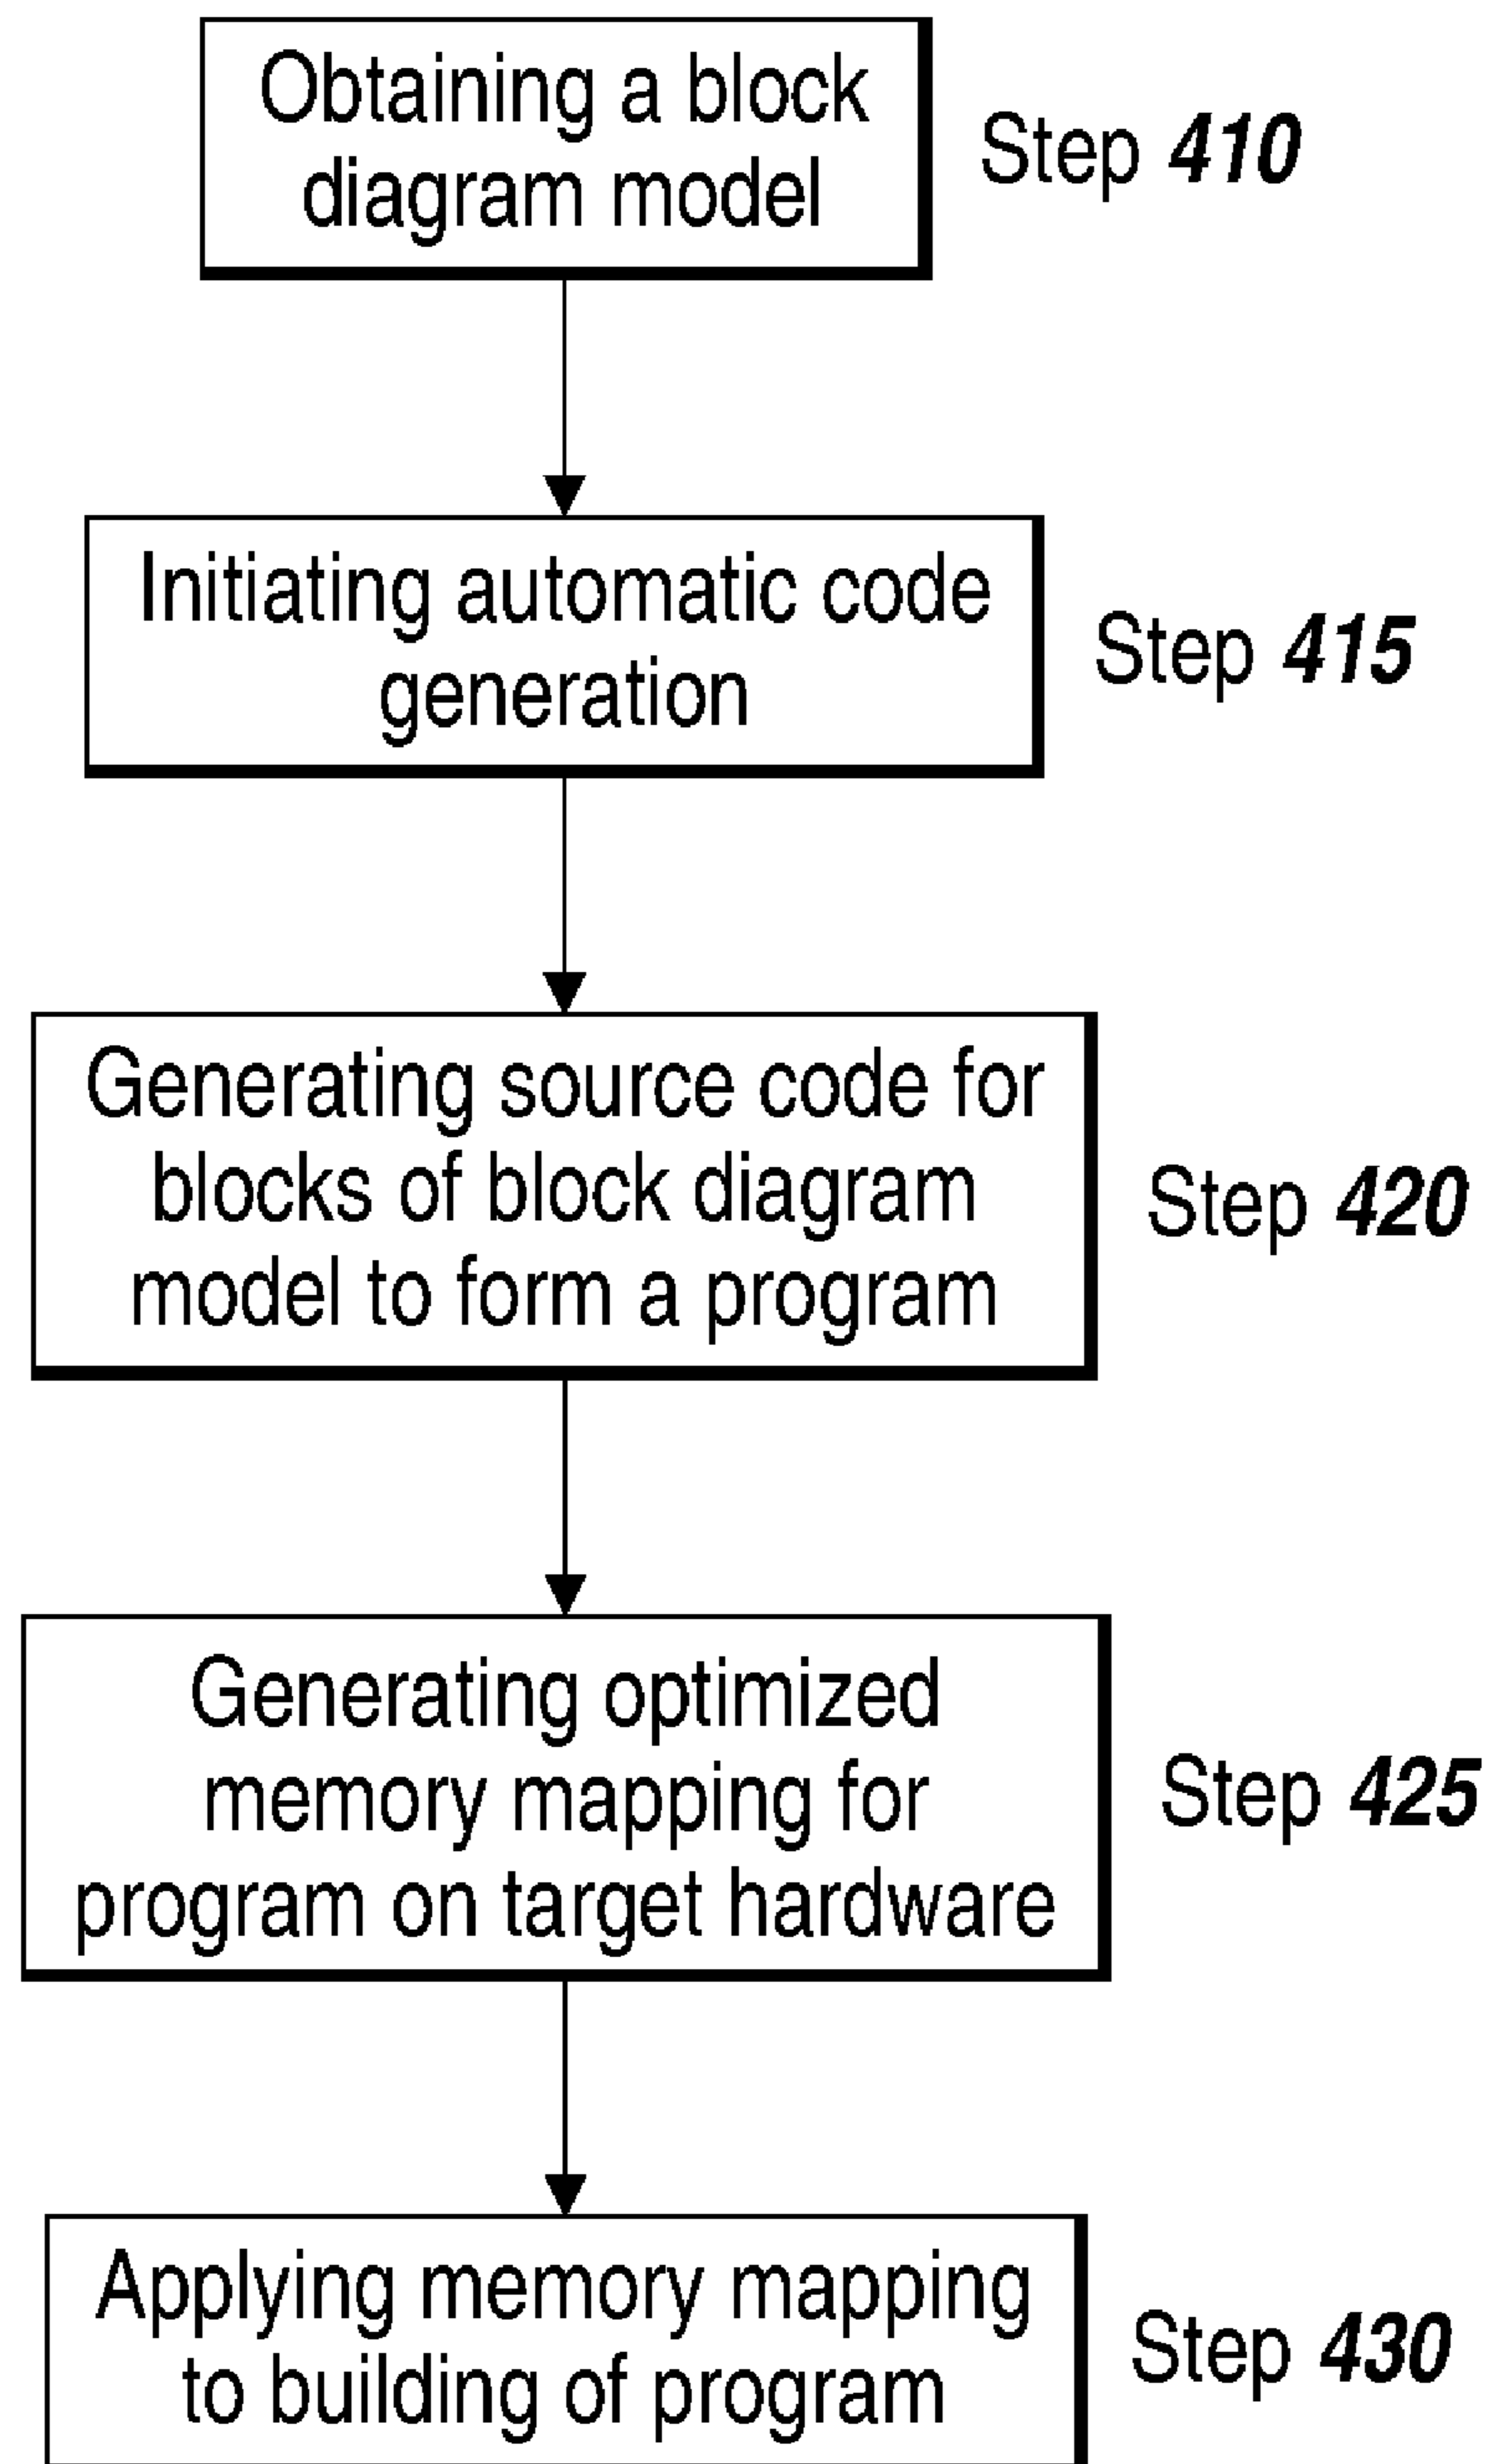 Obtaining a block
diagram model
Step 410
Initiating automatic code
generation
Step 415
Generating source code for
blocks of block diagram
model to form a program
Step 420
Generating optimized
memory mapping for
program on target hardware
Step 425
Applying memory mapping
to building of program
Step 430